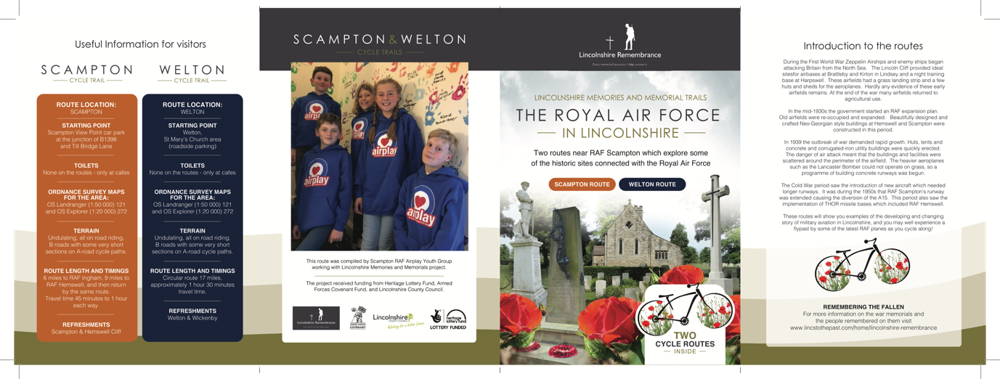 Useful Information for visitors
SCAMPTON
CYCLE TRAIL
ROUTE LOCATION:
SCAMPTON
STARTING POINT
Scampton View Point car park
at the junction of B1398
and Till Bridge Lane
TOILETS
None on the routes - only at cafes
ORDNANCE SURVEY MAPS
FOR THE AREA:
OS Landranger (1:50 000) 121
and OS Explorer (1:20 000) 272
TERRAIN
Undulating, all on road riding,
B roads with some very short
sections on A-road cycle paths.
ROUTE LENGTH AND TIMINGS
6 miles to RAF Ingham, 9 miles to
RAF Hemswell, and then return
by the same route.
Travel time 45 minutes to 1 hour
each way.
REFRESHMENTS
Scampton & Hemswell Cliff
WELTON
CYCLE TRAIL
ROUTE LOCATION:
WELTON
STARTING POINT
Welton,
St Mary's Church area
(roadside parking)
TOILETS
None on the routes - only at cafes
ORDNANCE SURVEY MAPS
FOR THE AREA:
OS Landranger (1:50 000) 121
and OS Explorer (1:20 000) 272
TERRAIN
Undulating, all on road riding,
B roads with some very short
sections on A-road cycle paths.
ROUTE LENGTH AND TIMINGS
Circular route 17 miles,
approximately 1 hour 30 minutes
travel time.
REFRESHMENTS
Welton & Wickenby
SCAMPTON & WELTON
CYCLE TRAILS
airplay
airplay
airplay
airplay
airplay
This route was compiled by Scampton RAF Airplay Youth Group
working with Lincolnshire Memories and Memorials project.
The project received funding from Heritage Lottery Fund, Armed
Forces Covenant Fund, and Lincolnshire County Council.
Lincolnshire Remembrance
ARMED FORCES
COVENANT
Lincolnshire
COUNTY COUNCIL
Working for a better future
heritage
lottery fund
LOTTERY FUNDED
Lincolnshire Remembrance
Every memorial has a story. Help uncover it.
LINCOLNSHIRE MEMORIES AND MEMORIAL TRAILS
THE ROYAL AIR FORCE
IN LINCOLNSHIRE
Two routes near RAF Scampton which explore some
of the historic sites connected with the Royal Air Force
SCAMPTON ROUTE
WELTON ROUTE
TWO
CYCLE ROUTES
INSIDE
Introduction to the routes
During the First World War Zeppelin Airships and enemy ships began
attacking Britain from the North Sea. The Lincoln Cliff provided ideal
sitesfor airbases at Brattleby and Kirton in Lindsey and a night training
base at Harpswell. These airfields had a grass landing strip and a few
huts and sheds for the aeroplanes. Hardly any evidence of these early
airfields remains. At the end of the war many airfields returned to
agricultural use.
In the mid-1930s the government started an RAF expansion plan.
Old airfields were re-occupied and expanded. Beautifully designed and
crafted Neo-Georgian style buildings at Hemswell and Scampton were
constructed in this period.
In 1939 the outbreak of war demanded rapid growth. Huts, tents and
concrete and corrugated-iron utility buildings were quickly erected.
The danger of air attack meant that the buildings and facilities were
scattered around the perimeter of the airfield. The heavier aeroplanes
such as the Lancaster Bomber could not operate on grass, so a
programme of building concrete runways was begun.
The Cold War period saw the introduction of new aircraft which needed
longer runways. It was during the 1950s that RAF Scampton's runway
was extended causing the diversion of the A15. This period also saw the
implementation of THOR missile bases which included RAF Hemswell.
These routes will show you examples of the developing and changing
story of military aviation in Lincolnshire, and you may well experience a
flypast by some of the latest RAF planes as you cycle along!
REMEMBERING THE FALLEN
For more information on the war memorials and
the people remembered on them visit
www.lincstothepast.com/home/lincolnshire-remembrance